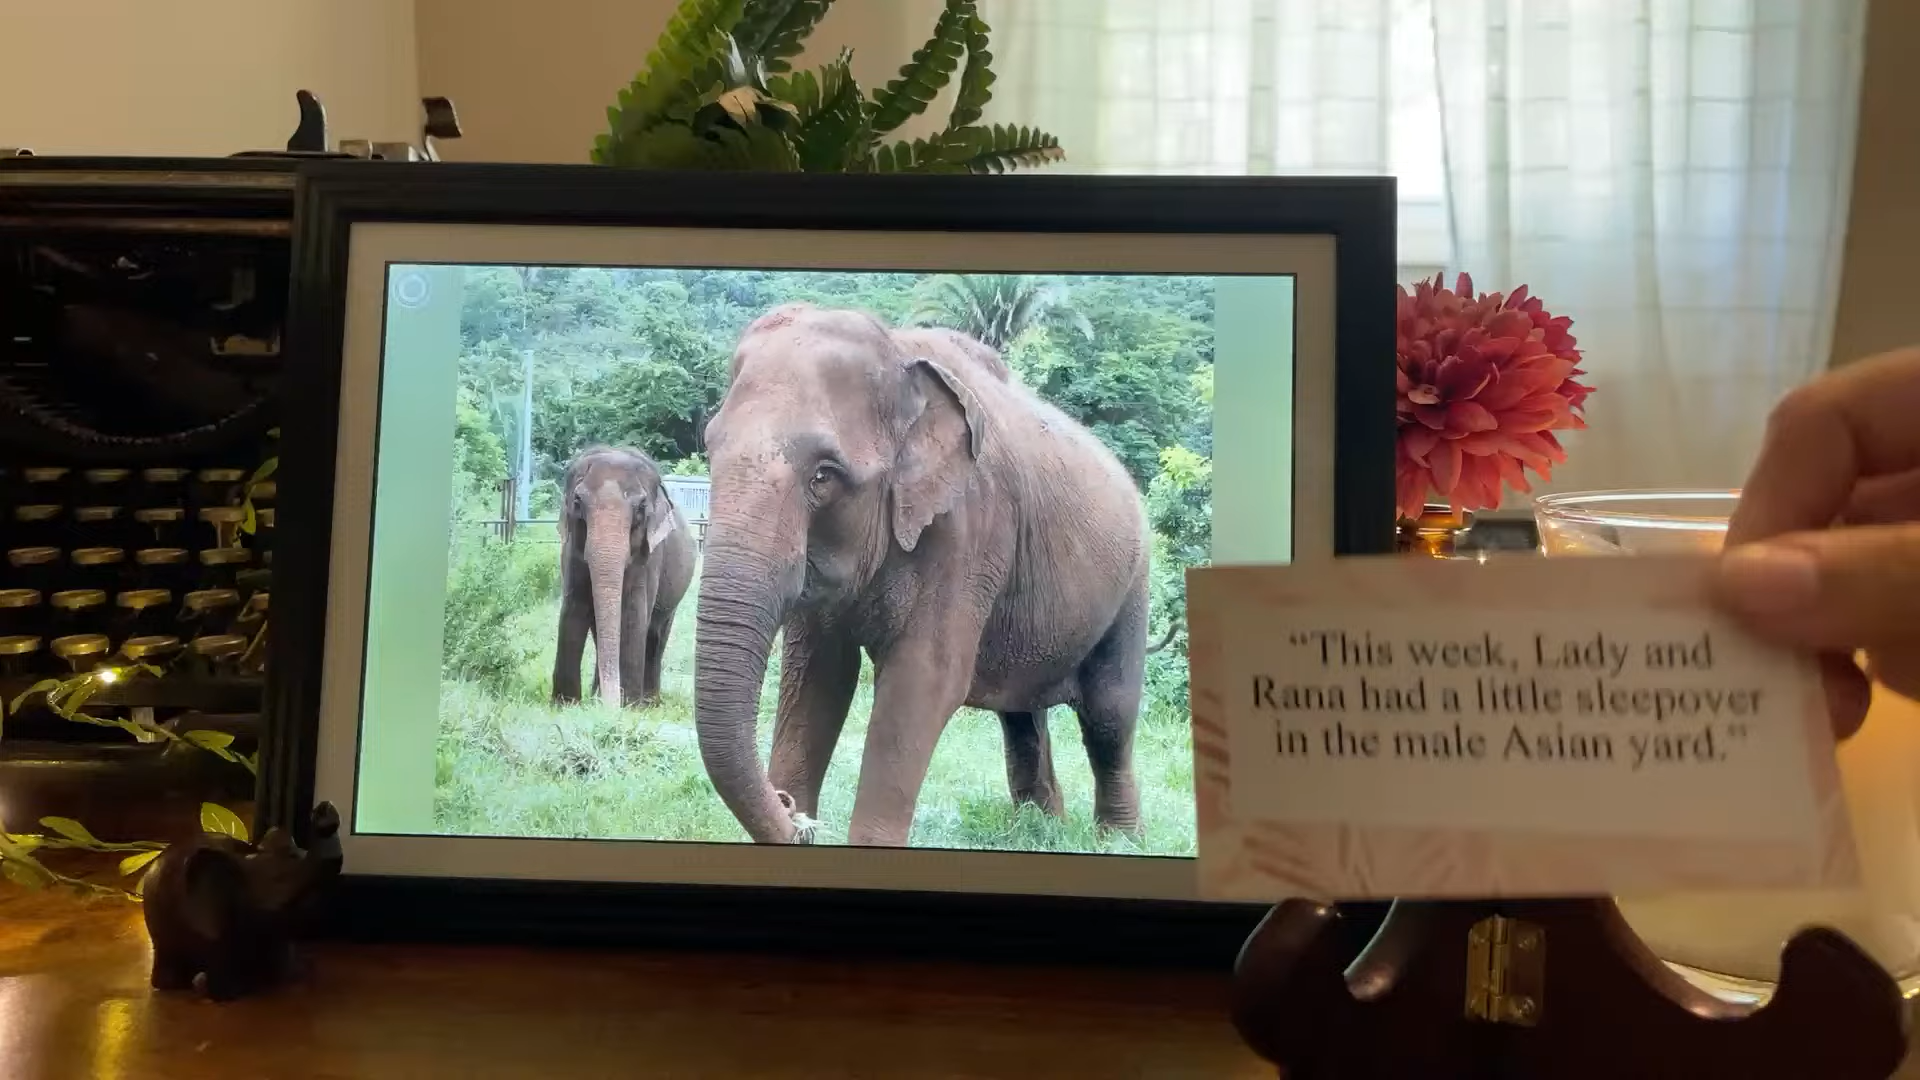 “This week, Lady and
Rana had a little sleepover
in the male Asian yard.”